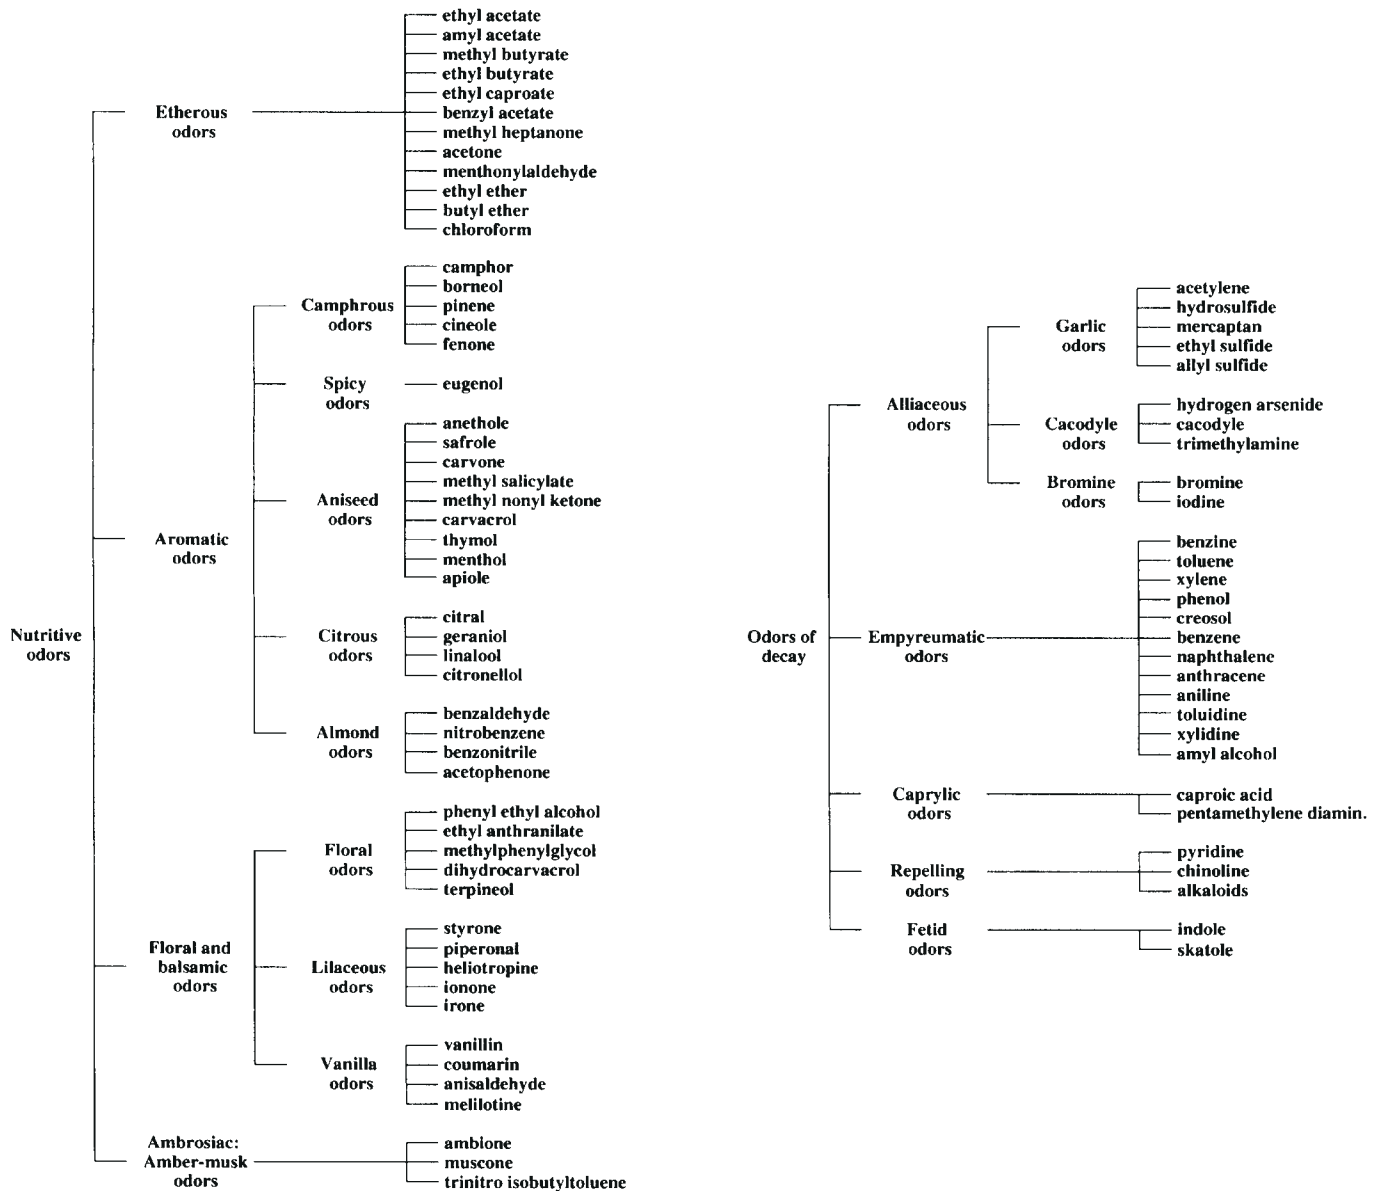 Nutritive
odors
Etherous
odors
ethyl acetate
amyl acetate
methyl butyrate
ethyl butyrate
ethyl caproate
benzyl acetate
methyl heptanone
acetone
menthonylaldehyde
ethyl ether
butyl ether
chloroform
Aromatic
odors
Camphrous
odors
camphor
borneol
pinene
cineole
fenone
Spicy
odors
eugenol
Aniseed
odors
anethole
safrole
carvone
methyl salicylate
methyl nonyl ketone
carvacrol
thymol
menthol
apiole
Citrous
odors
citral
geraniol
linalool
citronellol
Almond
odors
benzaldehyde
nitrobenzene
benzonitrile
acetophenone
Floral and
balsamic
odors
Floral
odors
phenyl ethyl alcohol
ethyl anthranilate
methylphenylglycol
dihydrocarvacrol
terpineol
Lilaceous
odors
styrone
piperonal
heliotropine
ionone
irone
Vanilla
odors
vanillin
coumarin
anisaldehyde
melilotine
Ambrosiac:
Amber-musk
odors
ambione
muscone
trinitro isobutyltoluene
Odors of
decay
Alliaceous
odors
Garlic
odors
acetylene
hydrosulfide
mercaptan
ethyl sulfide
allyl sulfide
Cacodyle
odors
hydrogen arsenide
cacodyle
trimethylamine
Bromine
odors
bromine
iodine
Empyreumatic
odors
benzine
toluene
xylene
phenol
creosol
benzene
naphthalene
anthracene
aniline
toluidine
xylidine
amyl alcohol
Caprylic
odors
caproic acid
pentamethylene diamin.
Repelling
odors
pyridine
chinoline
alkaloids
Fetid
odors
indole
skatole